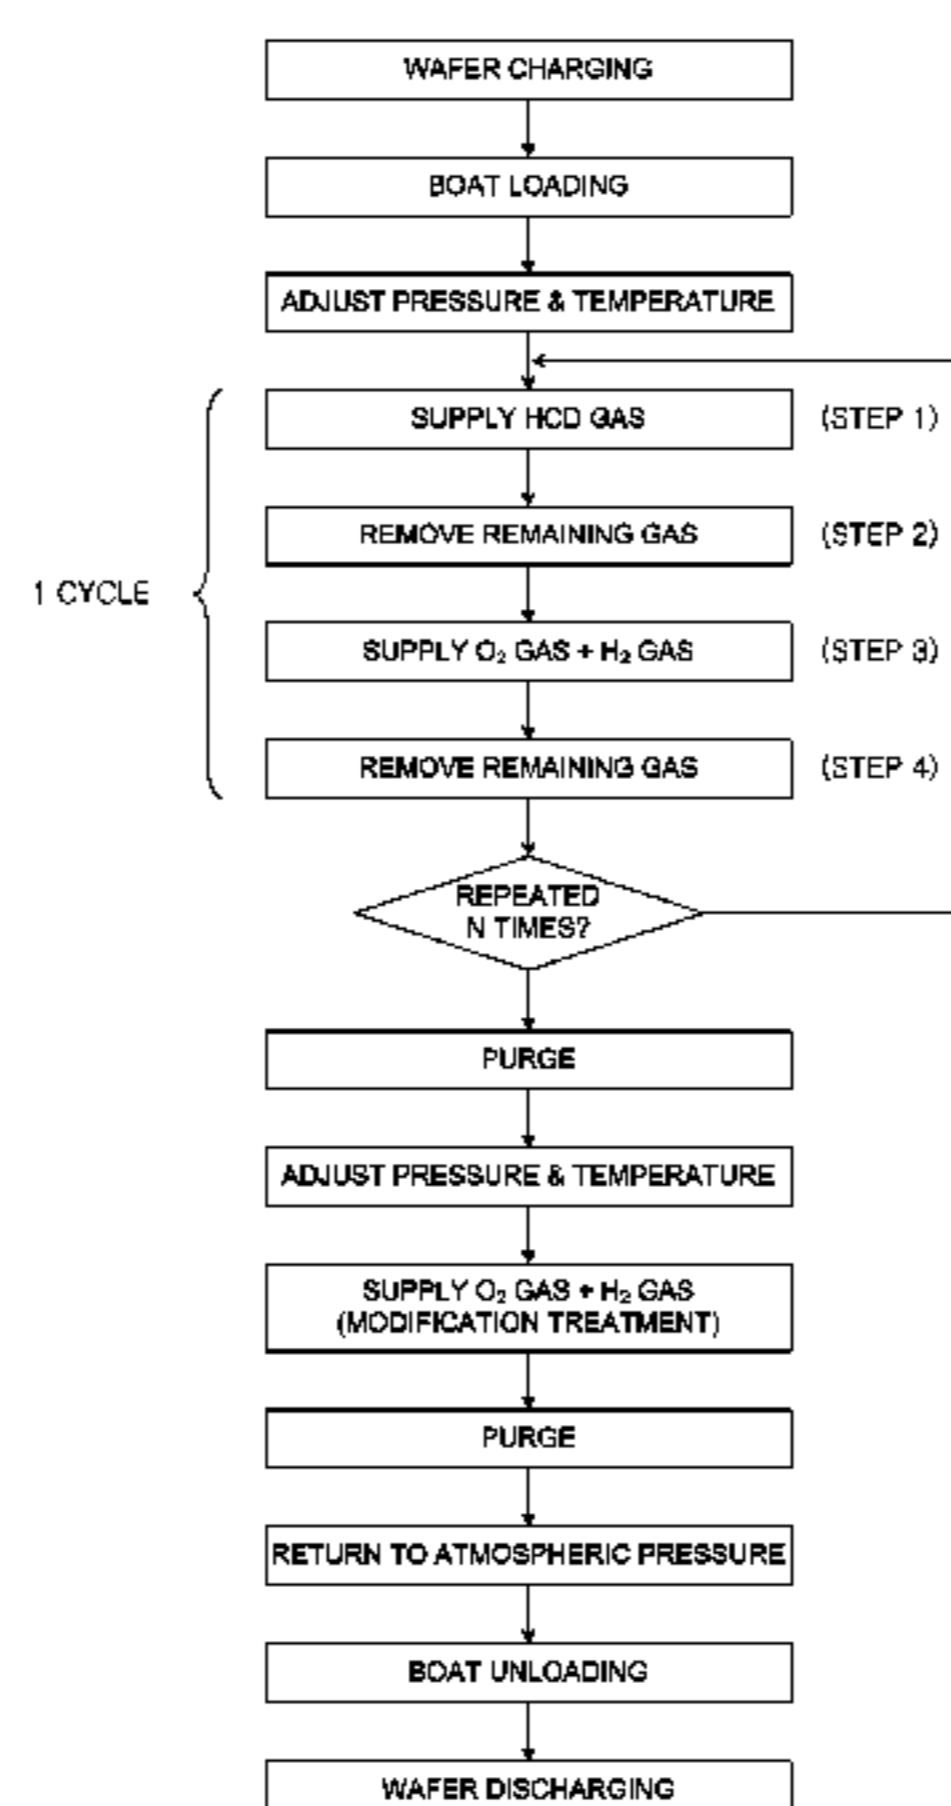 WAFER CHARGING
BOAT LOADING
ADJUST PRESSURE & TEMPERATURE
SUPPLY HCD GAS (STEP 1)
REMOVE REMAINING GAS (STEP 2)
1 CYCLE
SUPPLY O₂ GAS + H₂ GAS (STEP 3)
REMOVE REMAINING GAS (STEP 4)
REPEATED
N TIMES?
PURGE
ADJUST PRESSURE & TEMPERATURE
SUPPLY O₂ GAS + H₂ GAS
(MODIFICATION TREATMENT)
PURGE
RETURN TO ATMOSPHERIC PRESSURE
BOAT UNLOADING
WAFER DISCHARGING